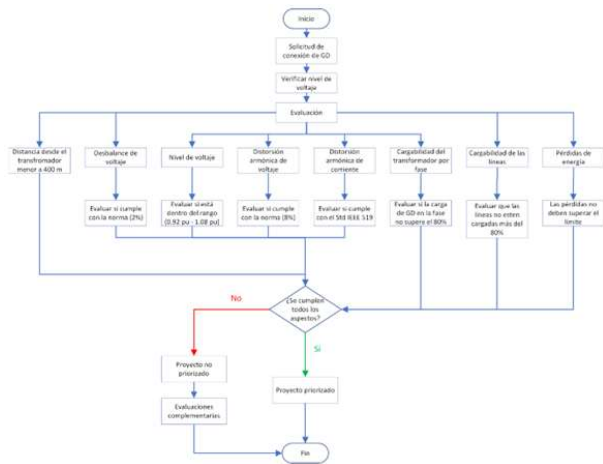 Inicio
Solicitud de
conexión de GD
Verificar nivel de
voltaje
Evaluación
Distancia desde el
transfromador
menor a 400 m
Desbalance de
voltaje
Nivel de voltaje
Distorsión
armónica de
voltaje
Distorsión
armónica de
corriente
Cargabilidad del
transformador por
fase
Cargabilidad de las
líneas
Pérdidas de
energía
Evaluar si cumple
con la norma (2%)
Evaluar si está
dentro del rango
(0.92 pu - 1.08 pu)
Evaluar si cumple
con la norma (8%)
Evaluar si cumple
con el Std IEEE 519
Evaluar si la carga
de GD en la fase
no supera el 80%
Evaluar que las
líneas no esten
cargadas más del
80%
Las pérdidas no
deben superar el
límite
¿Se cumplen
todos los
aspectos?
No
Si
Proyecto no
priorizado
Proyecto priorizado
Evaluaciones
complementarias
Fin